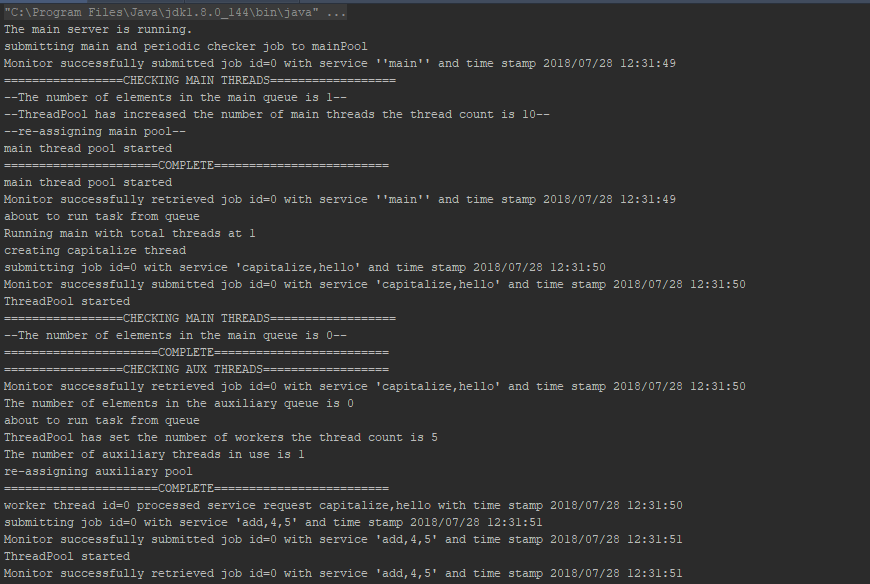 "C:\Program Files\Java\jdk1.8.0_144\bin\java" ...
The main server is running.
submitting main and periodic checker job to mainPool
Monitor successfully submitted job id=0 with service ''main'' and time stamp 2018/07/28 12:31:49
=================CHECKING MAIN THREADS==================
--The number of elements in the main queue is 1--
--ThreadPool has increased the number of main threads the thread count is 10--
--re-assigning main pool--
main thread pool started
======================COMPLETE=========================
main thread pool started
Monitor successfully retrieved job id=0 with service ''main'' and time stamp 2018/07/28 12:31:49
about to run task from queue
Running main with total threads at 1
creating capitalize thread
submitting job id=0 with service 'capitalize,hello' and time stamp 2018/07/28 12:31:50
Monitor successfully submitted job id=0 with service 'capitalize,hello' and time stamp 2018/07/28 12:31:50
ThreadPool started
=================CHECKING MAIN THREADS==================
--The number of elements in the main queue is 0--
======================COMPLETE=========================
=================CHECKING AUX THREADS==================
Monitor successfully retrieved job id=0 with service 'capitalize,hello' and time stamp 2018/07/28 12:31:50
The number of elements in the auxiliary queue is 0
about to run task from queue
ThreadPool has set the number of workers the thread count is 5
The number of auxiliary threads in use is 1
re-assigning auxiliary pool
======================COMPLETE=========================
worker thread id=0 processed service request capitalize,hello with time stamp 2018/07/28 12:31:50
submitting job id=0 with service 'add,4,5' and time stamp 2018/07/28 12:31:51
Monitor successfully submitted job id=0 with service 'add,4,5' and time stamp 2018/07/28 12:31:51
ThreadPool started
Monitor successfully retrieved job id=0 with service 'add,4,5' and time stamp 2018/07/28 12:31:51